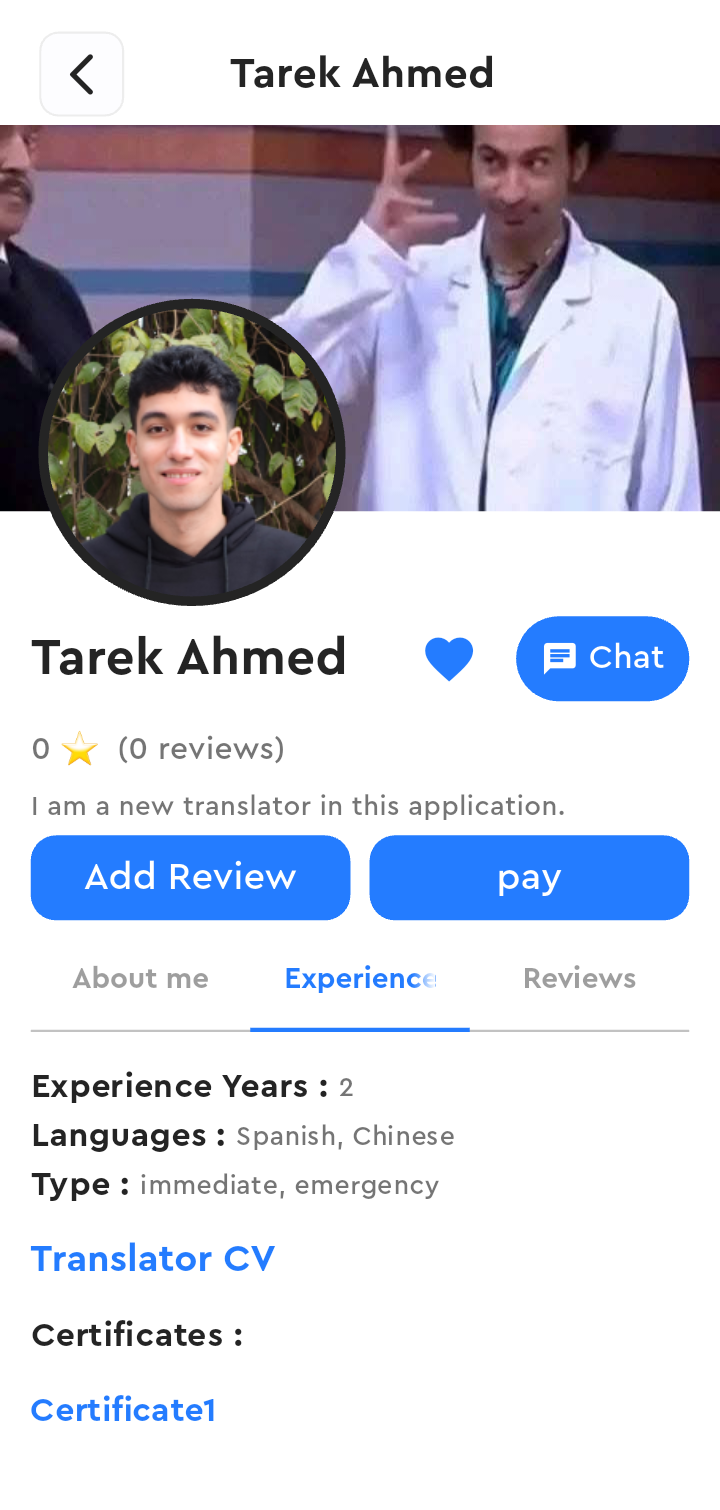 Tarek Ahmed
Tarek Ahmed
Chat
0 ⭐ (0 reviews)
I am a new translator in this application.
Add Review
pay
About me
Experience
Reviews
Experience Years : 2
Languages : Spanish, Chinese
Type : immediate, emergency
Translator CV
Certificates :
Certificate1